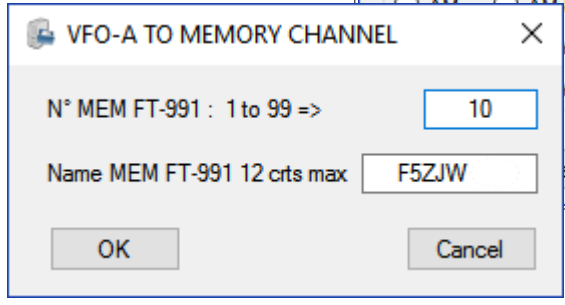 VFO-A TO MEMORY CHANNEL
N° MEM FT-991 : 1 to 99 => 10
Name MEM FT-991 12 crts max F5ZJW
OK Cancel